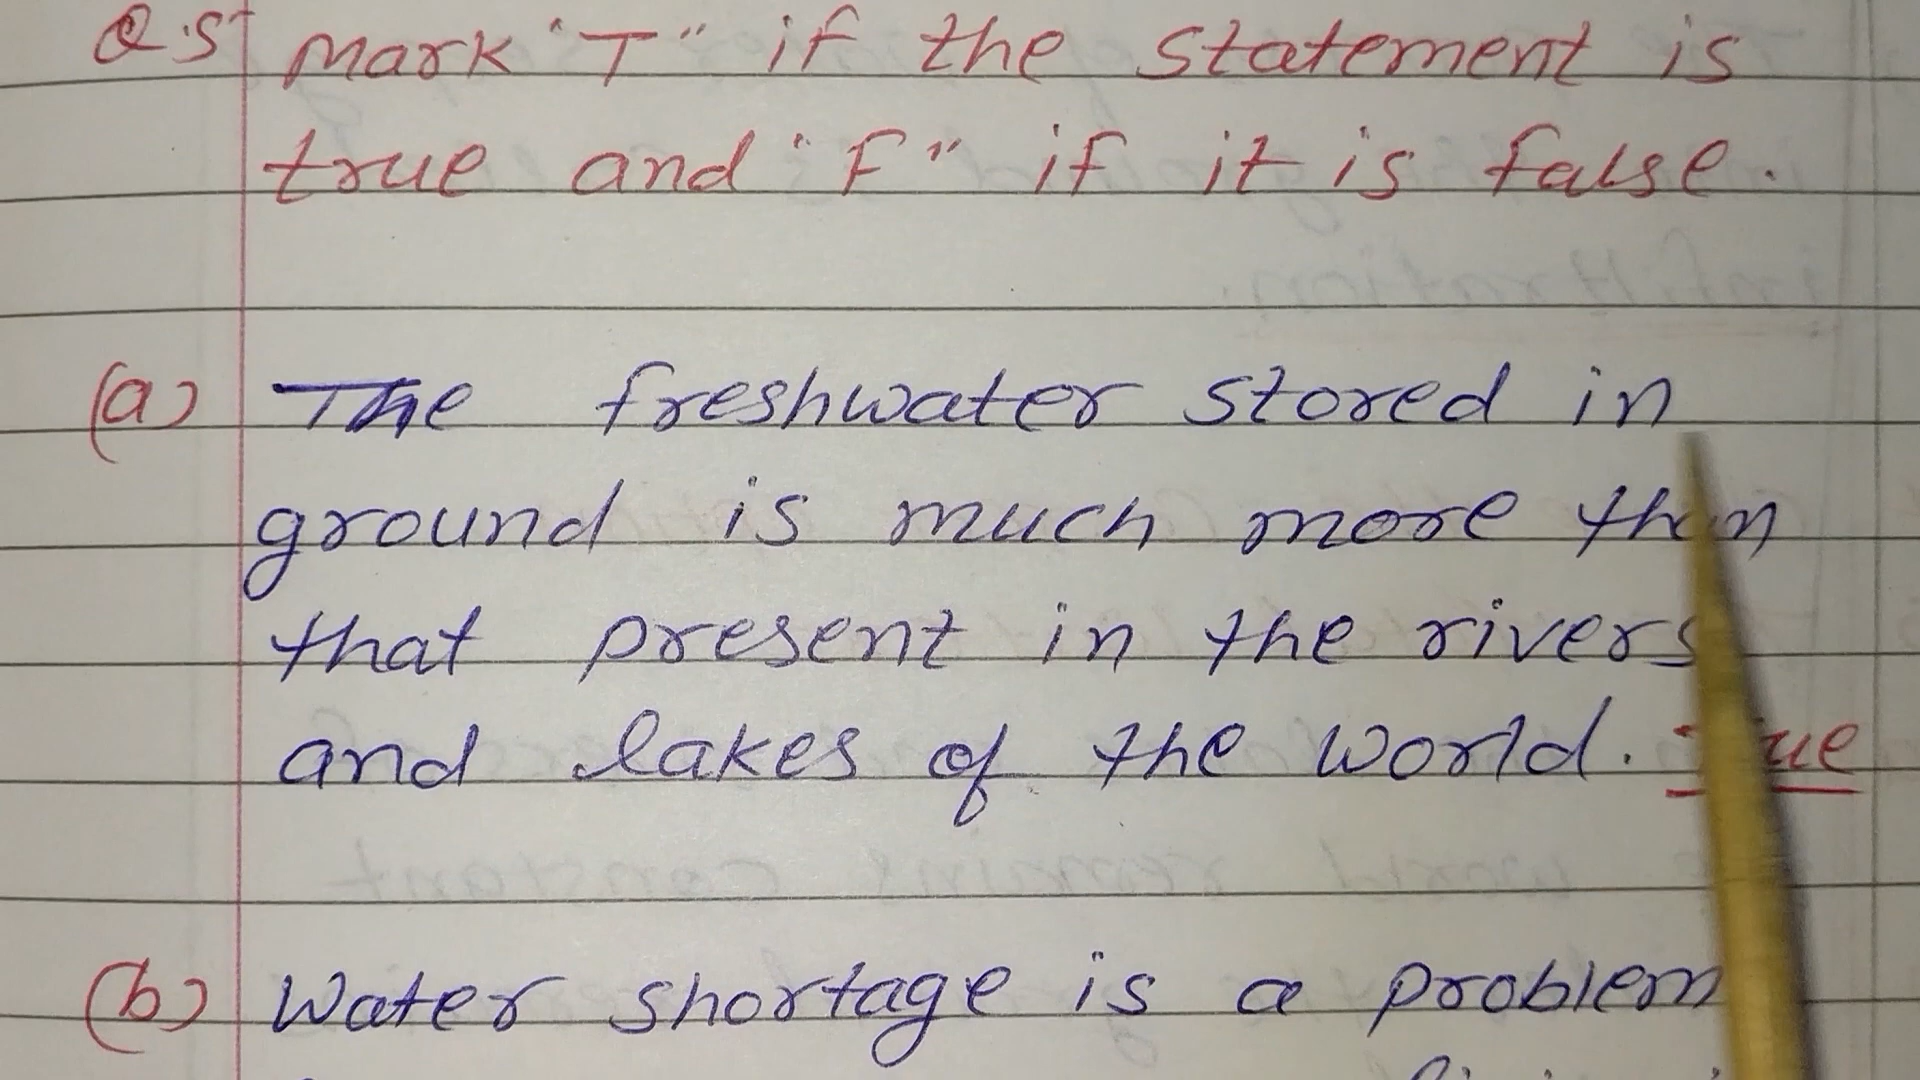 Q.5 Mark "T" if the statement is
true and "F" if it is false.
(a) The freshwater stored in
ground is much more than
that present in the rivers
and lakes of the world. True
(b) Water shortage is a problem